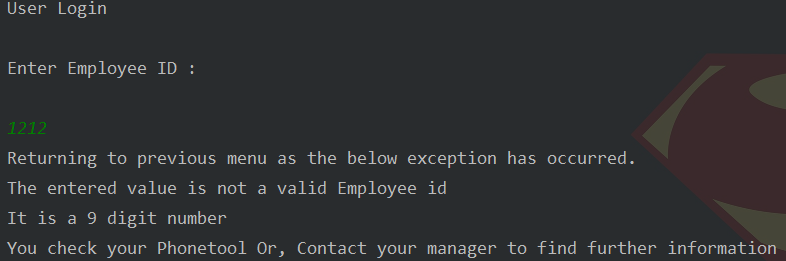 User Login
Enter Employee ID :
1212
Returning to previous menu as the below exception has occurred.
The entered value is not a valid Employee id
It is a 9 digit number
You check your Phonetool Or, Contact your manager to find further information